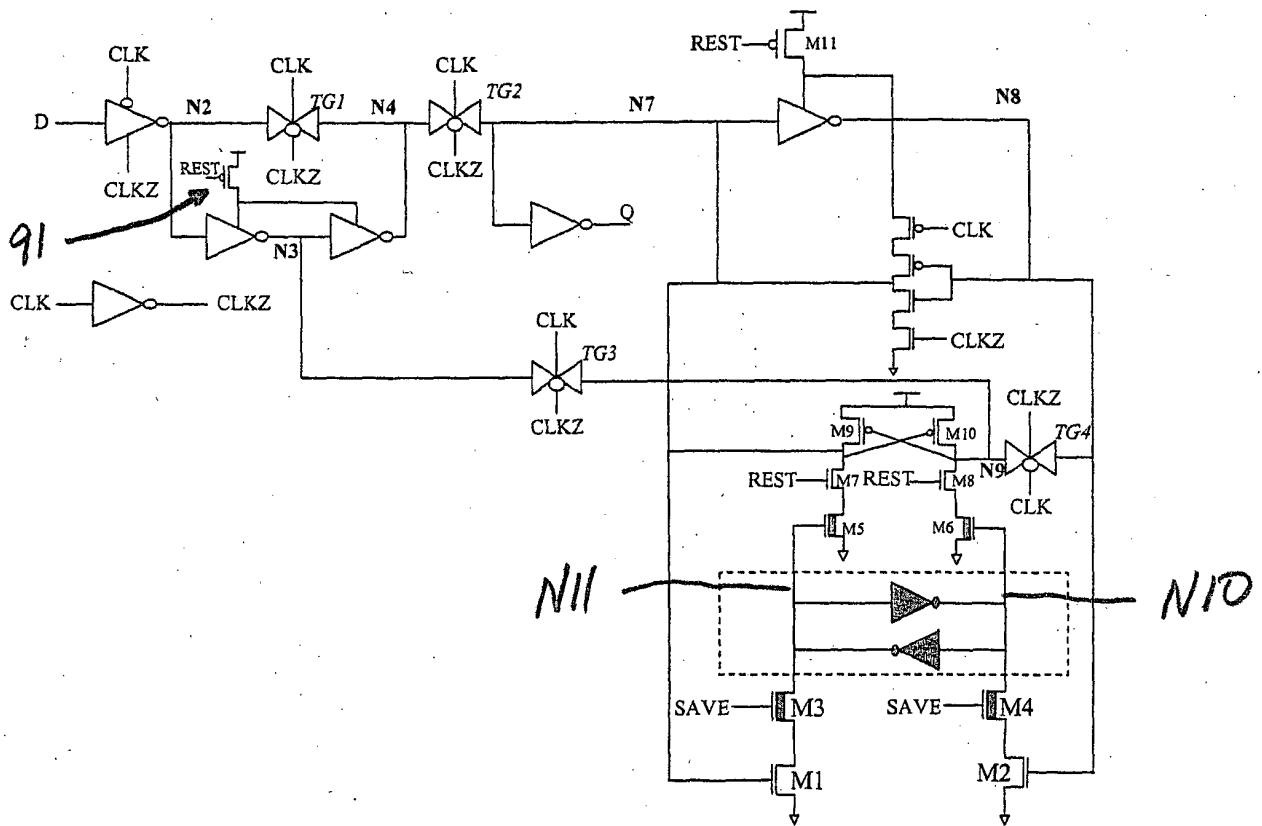 REST
M11
CLK
CLK
CLK
TG1
TG2
N2
N4
N7
N8
D
CLKZ
REST
CLKZ
CLKZ
91
Q
CLK
N3
CLK
CLKZ
CLK
CLKZ
TG3
CLKZ
CLKZ
M9
M10
TG4
N9
REST
M7
REST
M8
CLK
M5
M6
N11
N10
SAVE
M3
SAVE
M4
M1
M2